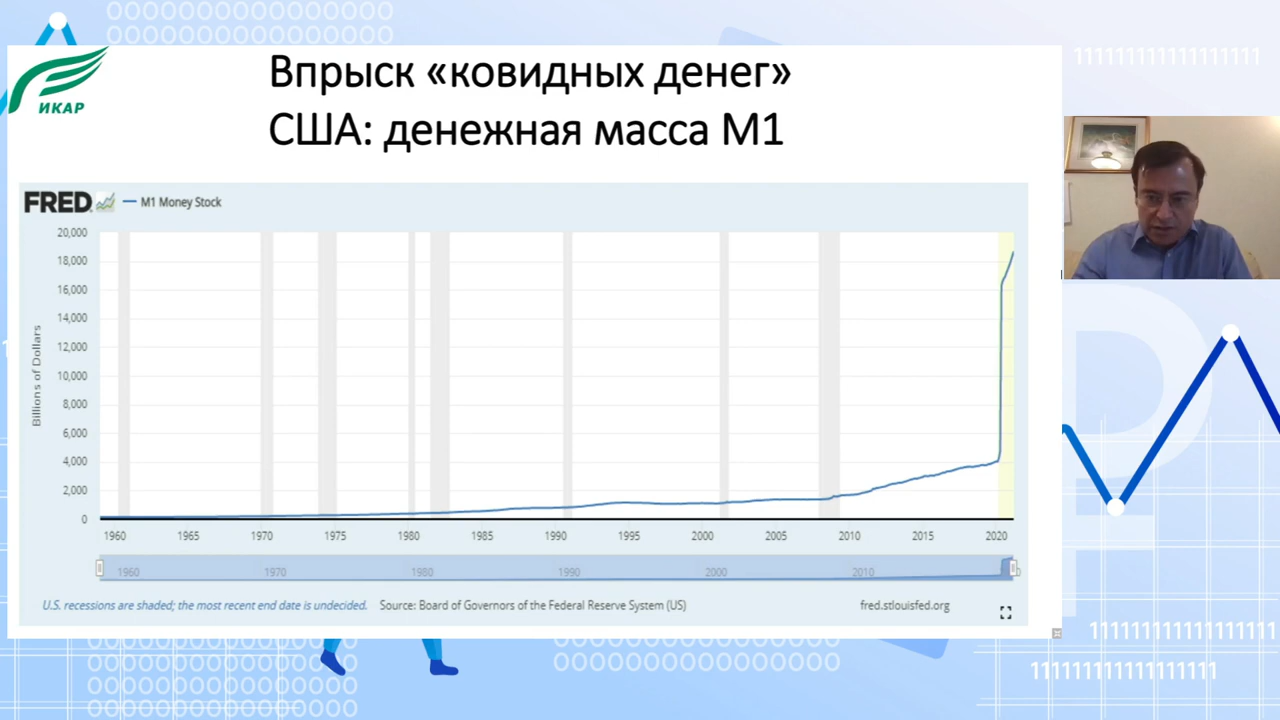 ИКАР
Впрыск «ковидных денег»
США: денежная масса М1
FRED
M1 Money Stock
20,000
18,000
16,000
14,000
12,000
10,000
8,000
6,000
4,000
2,000
0
Billions of Dollars
1960 1965 1970 1975 1980 1985 1990 1995 2000 2005 2010 2015 2020
1960 1970 1980 1990 2000 2010
U.S. recessions are shaded; the most recent end date is undecided. Source: Board of Governors of the Federal Reserve System (US) fred.stlouisfed.org